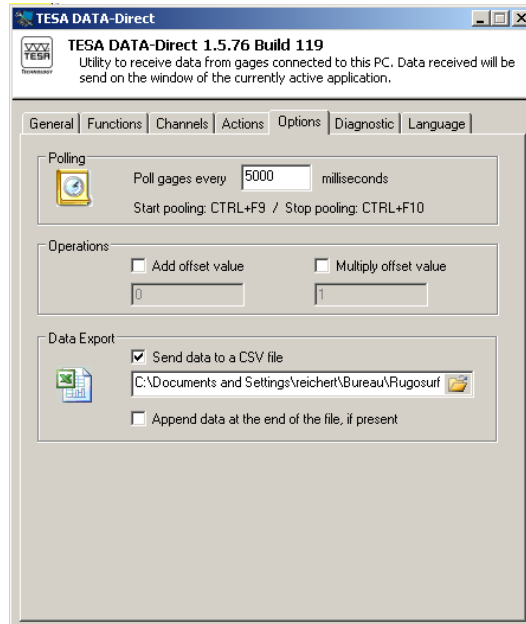 TESA DATA-Direct
TESA
TECHNOLOGY
TESA DATA-Direct 1.5.76 Build 119
Utility to receive data from gages connected to this PC. Data received will be
send on the window of the currently active application.
General Functions Channels Actions Options Diagnostic Language
Polling
Poll gages every 5000 milliseconds
Start pooling: CTRL+F9 / Stop pooling: CTRL+F10
Operations
Add offset value Multiply offset value
0 1
Data Export
Send data to a CSV file
C:\Documents and Settings\reichert\Bureau\Rugosurf
Append data at the end of the file, if present